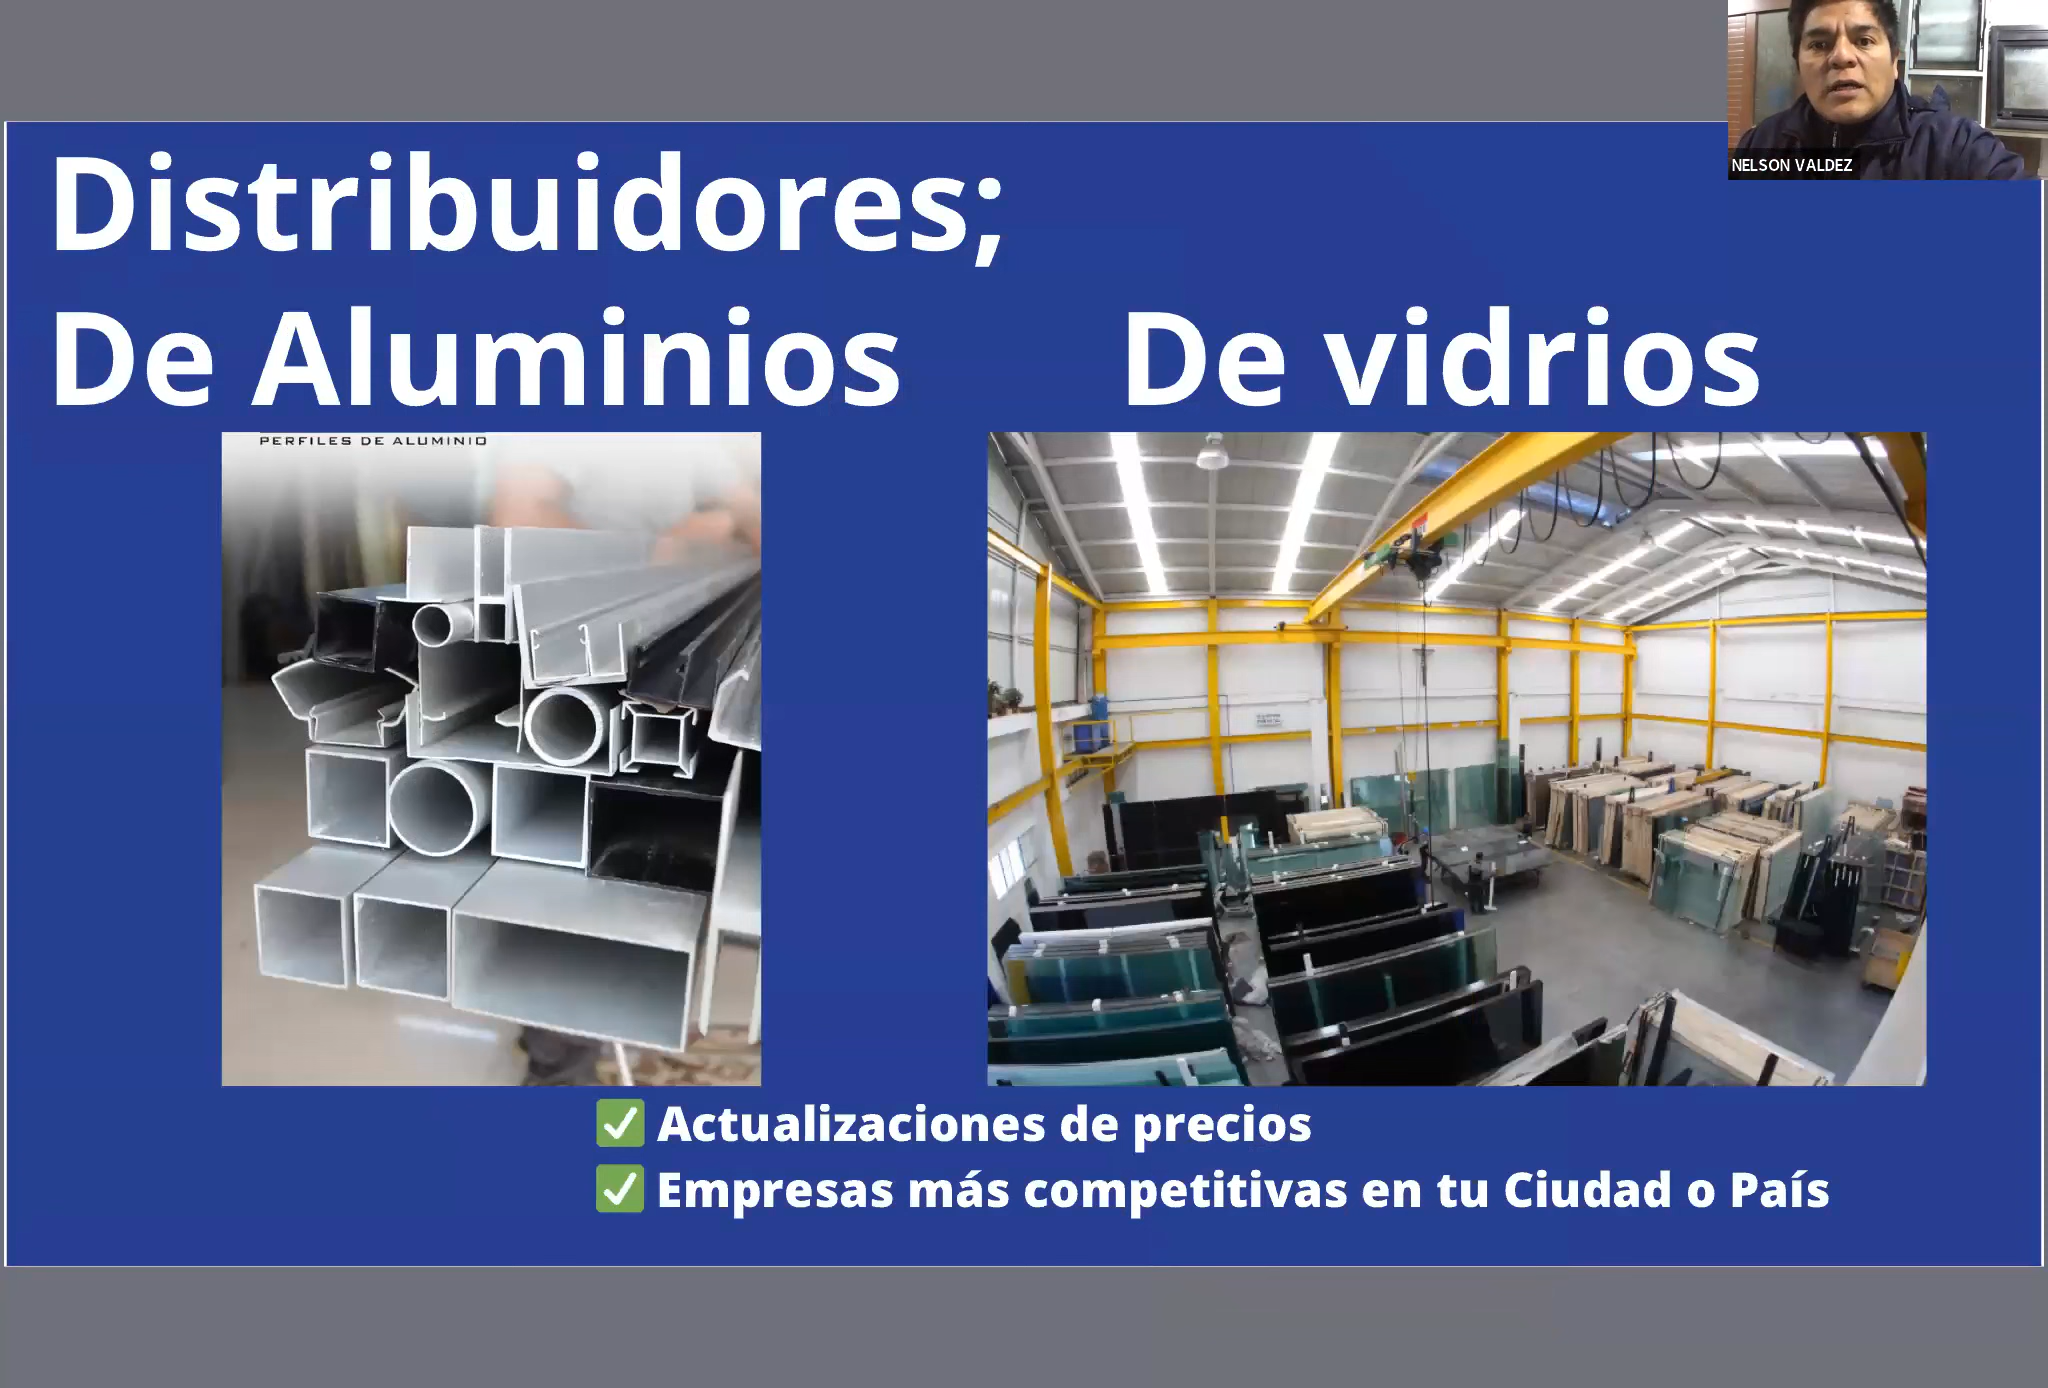 NELSON VALDEZ
Distribuidores;
De Aluminios
De vidrios
PERFILES DE ALUMINIO
✅ Actualizaciones de precios
✅ Empresas más competitivas en tu Ciudad o País